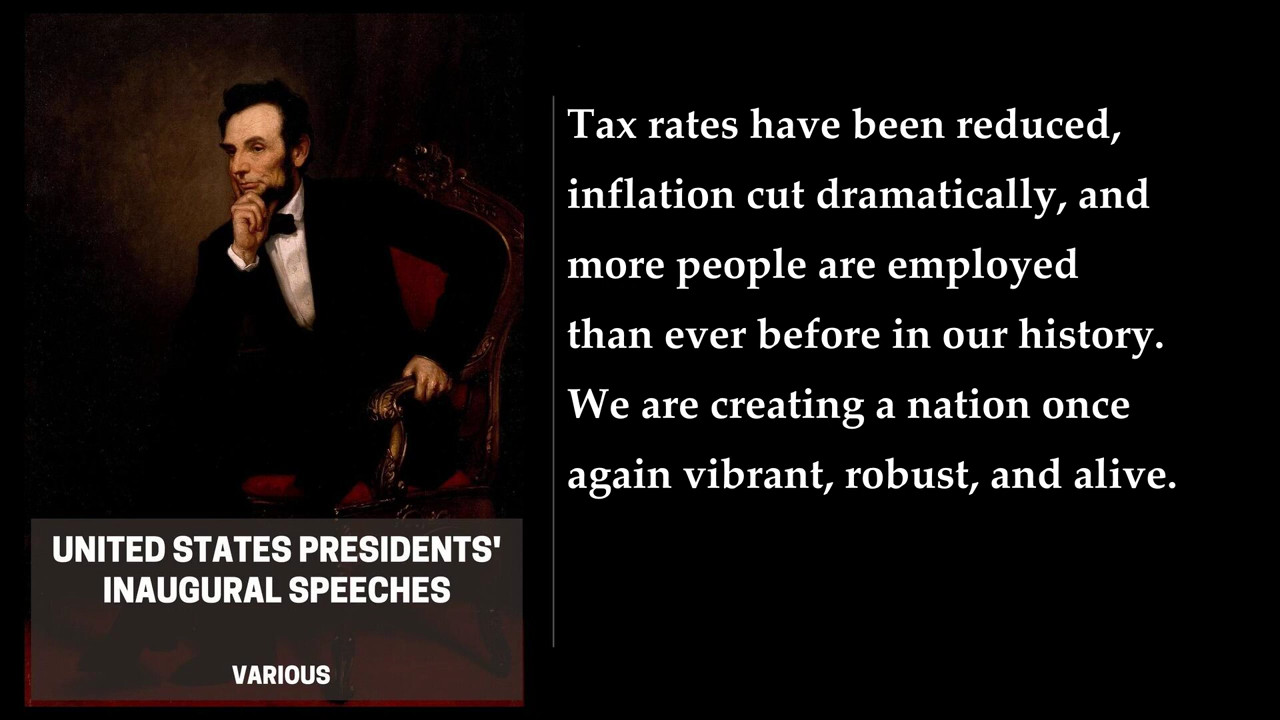 Tax rates have been reduced,
inflation cut dramatically, and
more people are employed
than ever before in our history.
We are creating a nation once
again vibrant, robust, and alive.
UNITED STATES PRESIDENTS'
INAUGURAL SPEECHES
VARIOUS